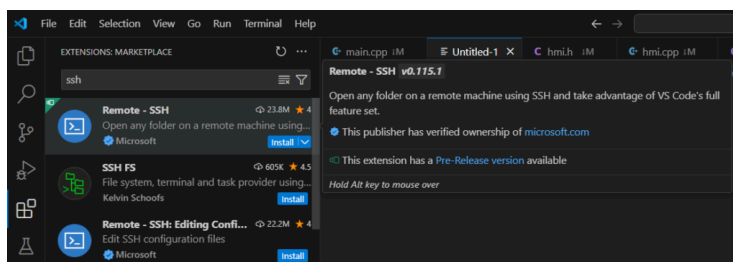 File Edit Selection View Go Run Terminal Help
EXTENSIONS: MARKETPLACE
ssh
Remote - SSH 23.8M ★ 4
Open any folder on a remote machine using...
Microsoft Install
SSH FS 605K ★ 4.5
File system, terminal and task provider using...
Kelvin Schoofs Install
Remote - SSH: Editing Confi... 22.2M ★ 4
Edit SSH configuration files
Microsoft Install
main.cpp ↓M Untitled-1 hmi.h ↓M hmi.cpp ↓M
Remote - SSH v0.115.1
Open any folder on a remote machine using SSH and take advantage of VS Code's full
feature set.
This publisher has verified ownership of microsoft.com
This extension has a Pre-Release version available
Hold Alt key to mouse over